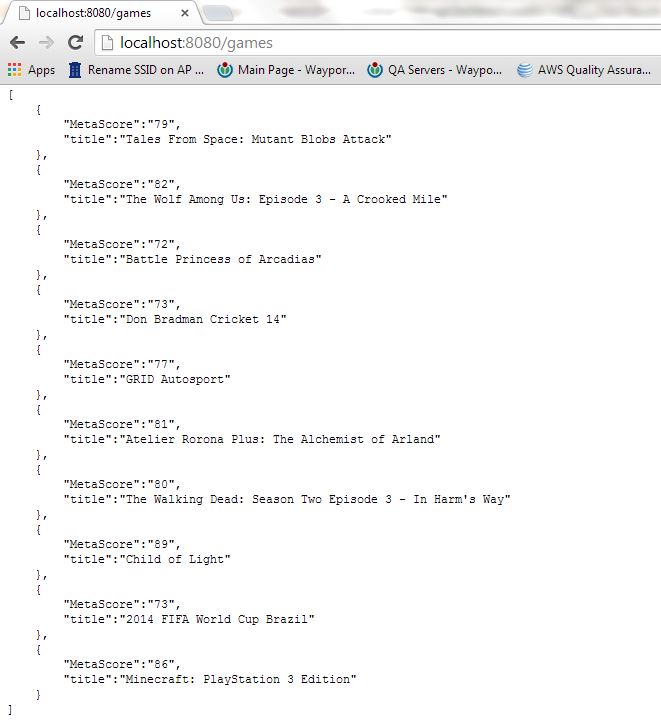 localhost:8080/games
localhost:8080/games
Apps Rename SSID on AP ... Main Page - Waypor... QA Servers - Waypo... AWS Quality Assura...
[
{
"MetaScore":"79",
"title":"Tales From Space: Mutant Blobs Attack"
},
{
"MetaScore":"82",
"title":"The Wolf Among Us: Episode 3 - A Crooked Mile"
},
{
"MetaScore":"72",
"title":"Battle Princess of Arcadias"
},
{
"MetaScore":"73",
"title":"Don Bradman Cricket 14"
},
{
"MetaScore":"77",
"title":"GRID Autosport"
},
{
"MetaScore":"81",
"title":"Atelier Rorona Plus: The Alchemist of Arland"
},
{
"MetaScore":"80",
"title":"The Walking Dead: Season Two Episode 3 - In Harm's Way"
},
{
"MetaScore":"89",
"title":"Child of Light"
},
{
"MetaScore":"73",
"title":"2014 FIFA World Cup Brazil"
},
{
"MetaScore":"86",
"title":"Minecraft: PlayStation 3 Edition"
}
]